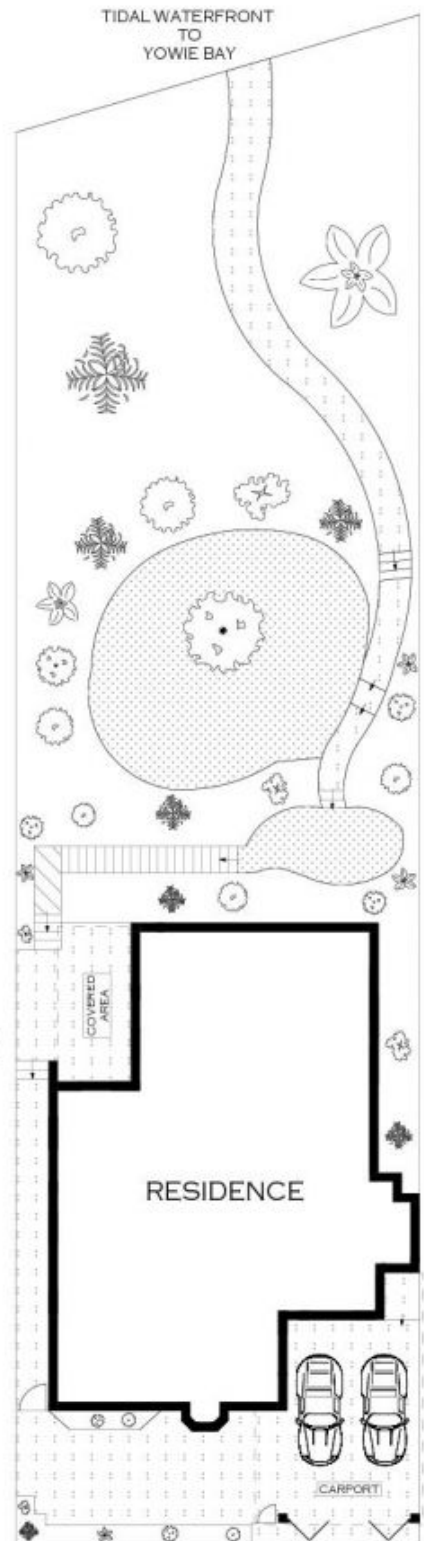 TIDAL WATERFRONT
TO
YOWIE BAY
COVERED
AREA
RESIDENCE
CARPORT